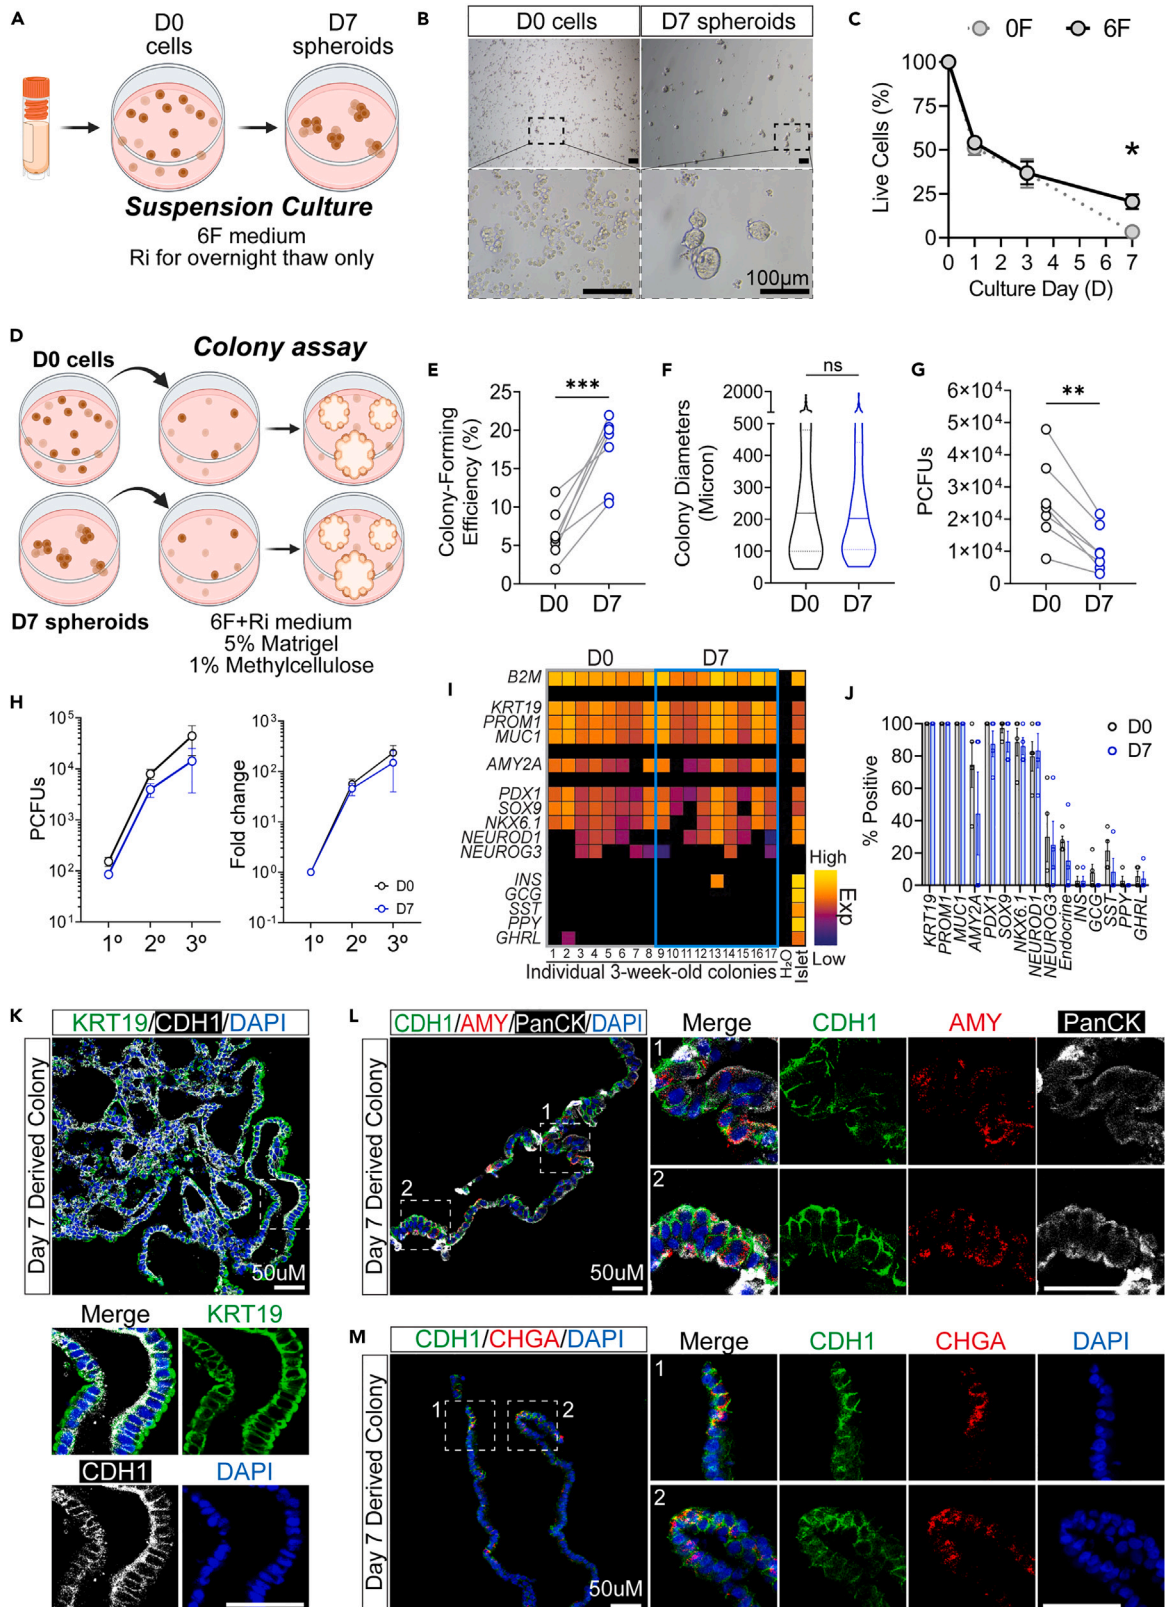 A
D0
cells
D7
spheroids
Suspension Culture
6F medium
Ri for overnight thaw only
B
D0 cells
D7 spheroids
100µm
C
0F
6F
Live Cells (%)
100
75
50
25
0
*
0 1 2 3 4 5 6 7
Culture Day (D)
D
Colony assay
D0 cells
D7 spheroids
6F+Ri medium
5% Matrigel
1% Methylcellulose
E
Colony-Forming
Efficiency (%)
25
20
15
10
5
0
***
D0 D7
F
Colony Diameters
(Micron)
2000
500
400
300
200
100
0
ns
D0 D7
G
PCFUs
6×10⁴
5×10⁴
4×10⁴
3×10⁴
2×10⁴
1×10⁴
0
**
D0 D7
H
PCFUs
10⁵
10⁴
10³
10²
10¹
1º 2º 3º
Fold change
10³
10²
10¹
10⁰
10⁻¹
1º 2º 3º
D0
D7
I
D0 D7
B2M
KRT19
PROM1
MUC1
AMY2A
PDX1
SOX9
NKX6.1
NEUROD1
NEUROG3
INS
GCG
SST
PPY
GHRL
1 2 3 4 5 6 7 8 9 10 11 12 13 14 15 16 17
Individual 3-week-old colonies
H₂O
Islet
High
Exp
Low
J
% Positive
100
80
60
40
20
0
D0
D7
KRT19
PROM1
MUC1
AMY2A
PDX1
SOX9
NKX6.1
NEUROD1
NEUROG3
Endocrine
INS
GCG
SST
PPY
GHRL
K
KRT19/CDH1/DAPI
Day 7 Derived Colony
50uM
Merge
KRT19
CDH1
DAPI
L
CDH1/AMY/PanCK/DAPI
Day 7 Derived Colony
1
2
50uM
Merge
CDH1
AMY
PanCK
1
2
M
CDH1/CHGA/DAPI
Day 7 Derived Colony
1
2
50uM
Merge
CDH1
CHGA
DAPI
1
2